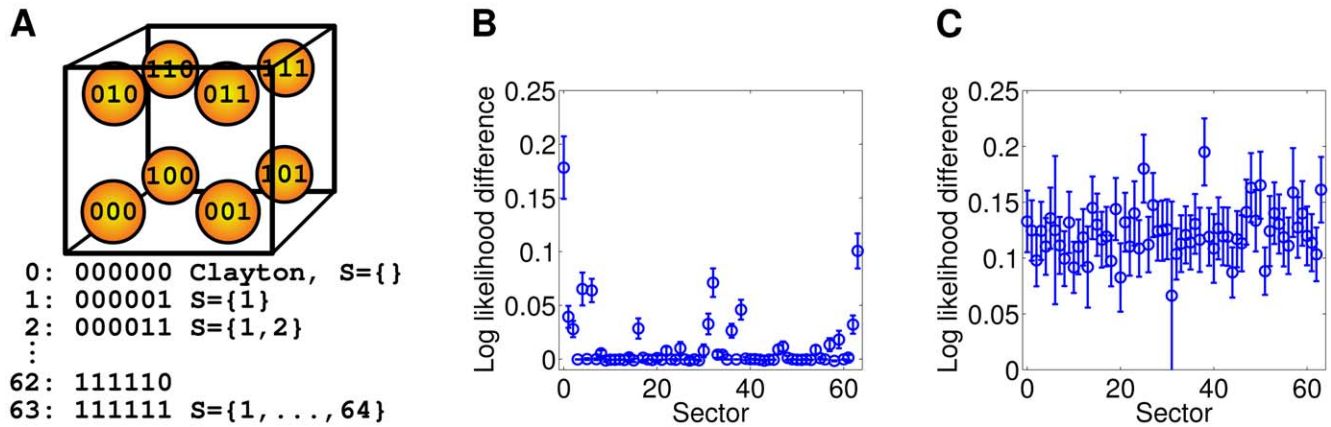 A
110
111
010
011
100
101
000
001
0: 000000 Clayton, S={}
1: 000001 S={1}
2: 000011 S={1,2}
⋮
62: 111110
63: 111111 S={1,...,64}
B
Log likelihood difference
0.25
0.2
0.15
0.1
0.05
0
0
20
40
60
Sector
C
Log likelihood difference
0.25
0.2
0.15
0.1
0.05
0
0
20
40
60
Sector